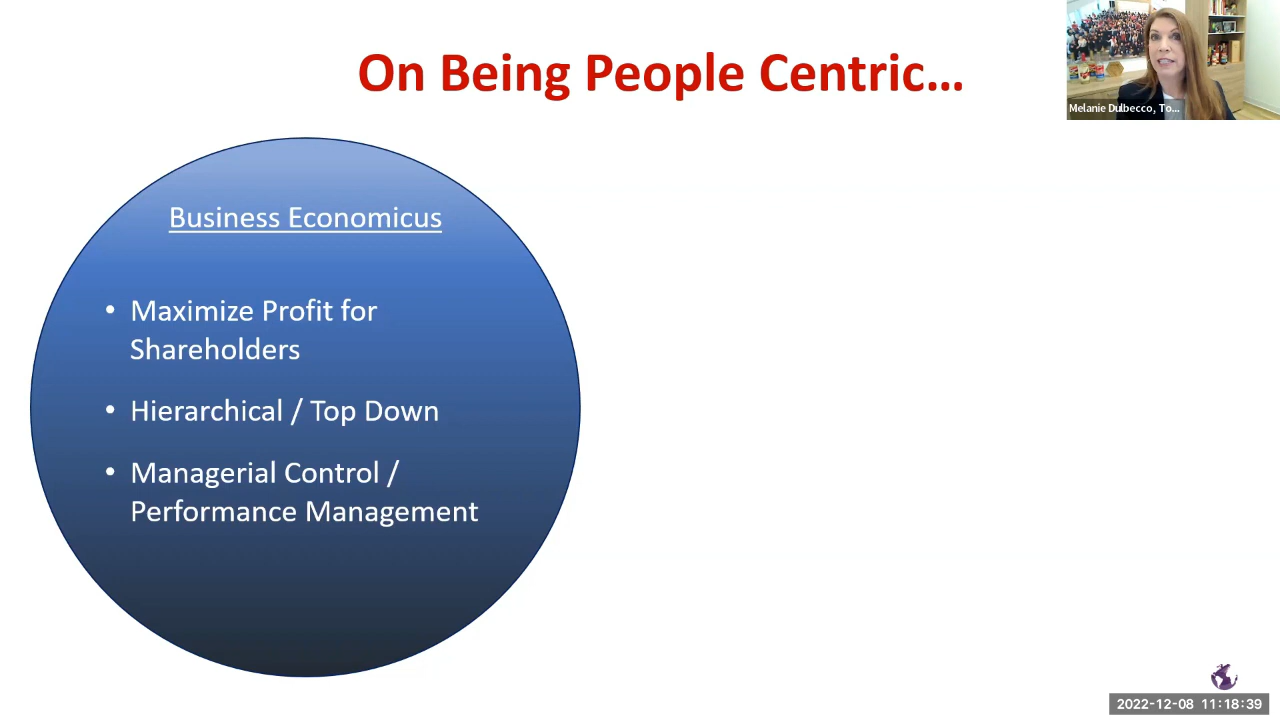 On Being People Centric...
Melanie Dulbecco, To...
Business Economicus
• Maximize Profit for
Shareholders
• Hierarchical / Top Down
• Managerial Control /
Performance Management
2022-12-08 11:18:39